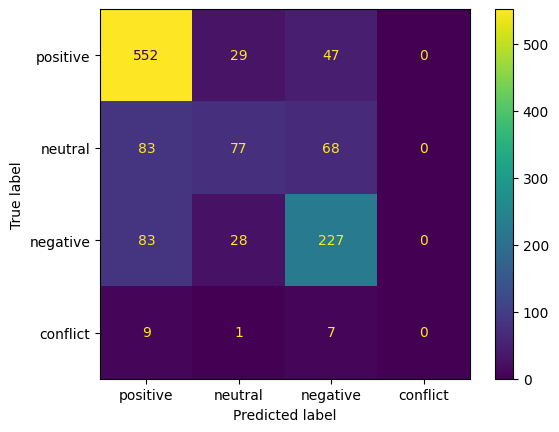 positive 552 29 47 0
neutral 83 77 68 0
negative 83 28 227 0
conflict 9 1 7 0
positive neutral negative conflict
Predicted label
True label
500
400
300
200
100
0